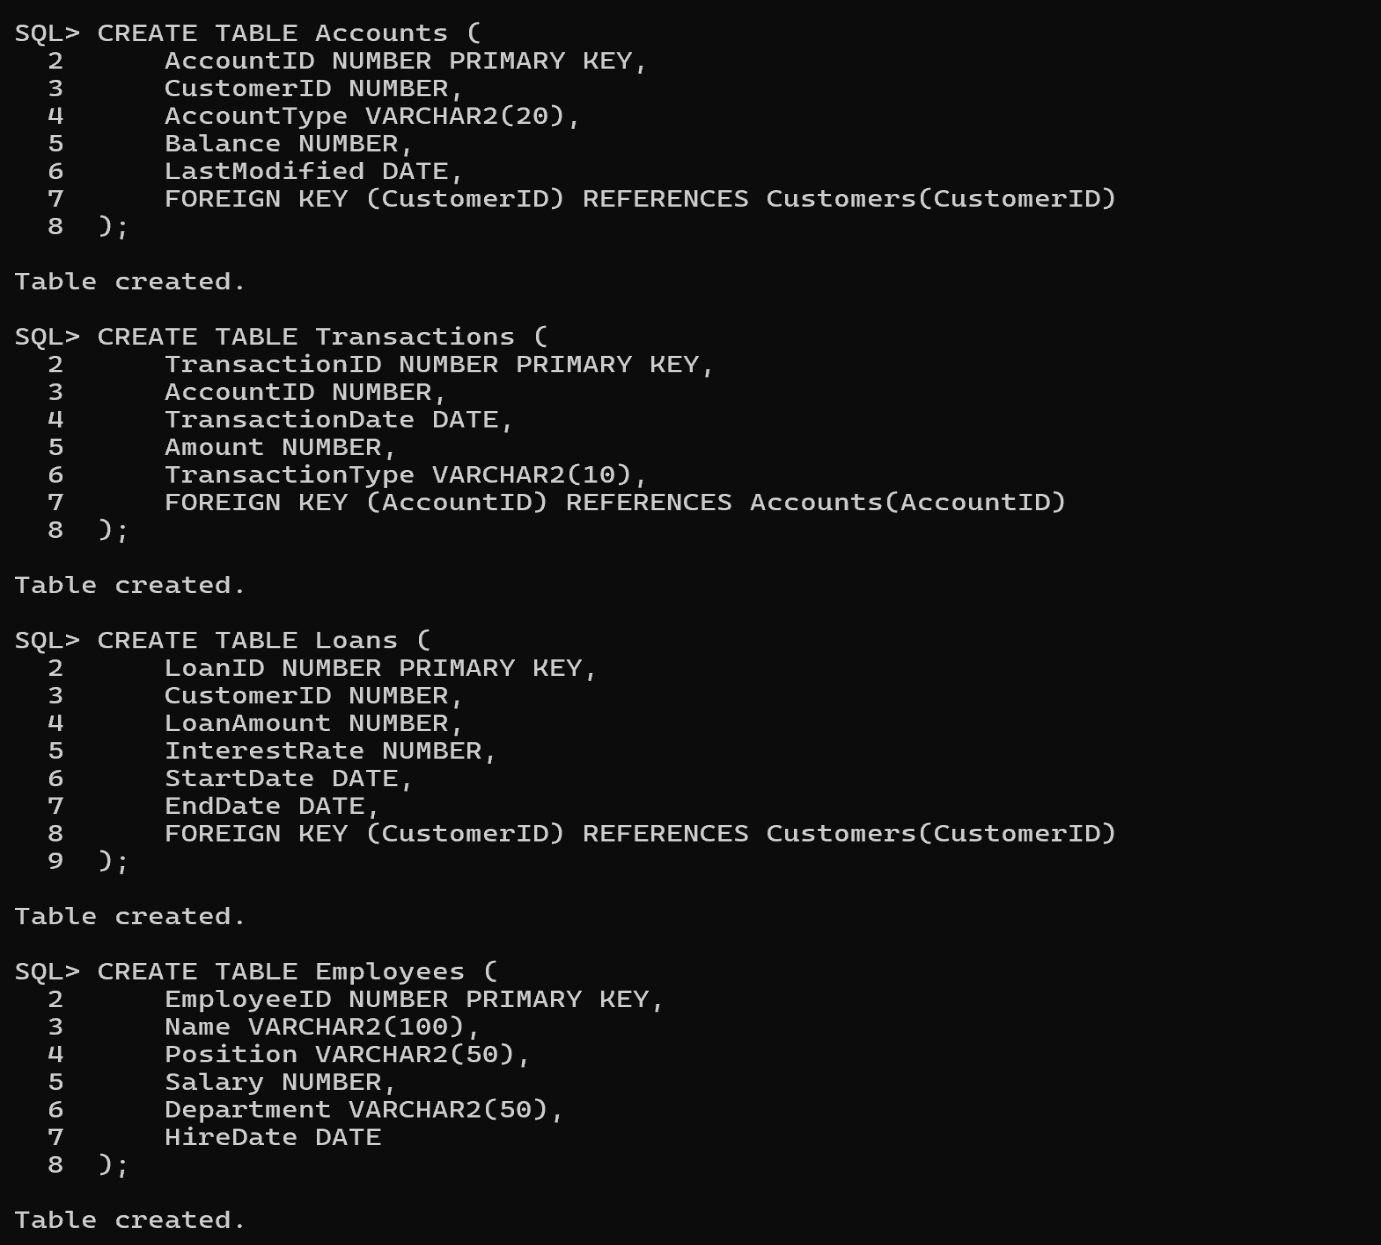 SQL> CREATE TABLE Accounts (
  2      AccountID NUMBER PRIMARY KEY,
  3      CustomerID NUMBER,
  4      AccountType VARCHAR2(20),
  5      Balance NUMBER,
  6      LastModified DATE,
  7      FOREIGN KEY (CustomerID) REFERENCES Customers(CustomerID)
  8  );
Table created.
SQL> CREATE TABLE Transactions (
  2      TransactionID NUMBER PRIMARY KEY,
  3      AccountID NUMBER,
  4      TransactionDate DATE,
  5      Amount NUMBER,
  6      TransactionType VARCHAR2(10),
  7      FOREIGN KEY (AccountID) REFERENCES Accounts(AccountID)
  8  );
Table created.
SQL> CREATE TABLE Loans (
  2      LoanID NUMBER PRIMARY KEY,
  3      CustomerID NUMBER,
  4      LoanAmount NUMBER,
  5      InterestRate NUMBER,
  6      StartDate DATE,
  7      EndDate DATE,
  8      FOREIGN KEY (CustomerID) REFERENCES Customers(CustomerID)
  9  );
Table created.
SQL> CREATE TABLE Employees (
  2      EmployeeID NUMBER PRIMARY KEY,
  3      Name VARCHAR2(100),
  4      Position VARCHAR2(50),
  5      Salary NUMBER,
  6      Department VARCHAR2(50),
  7      HireDate DATE
  8  );
Table created.